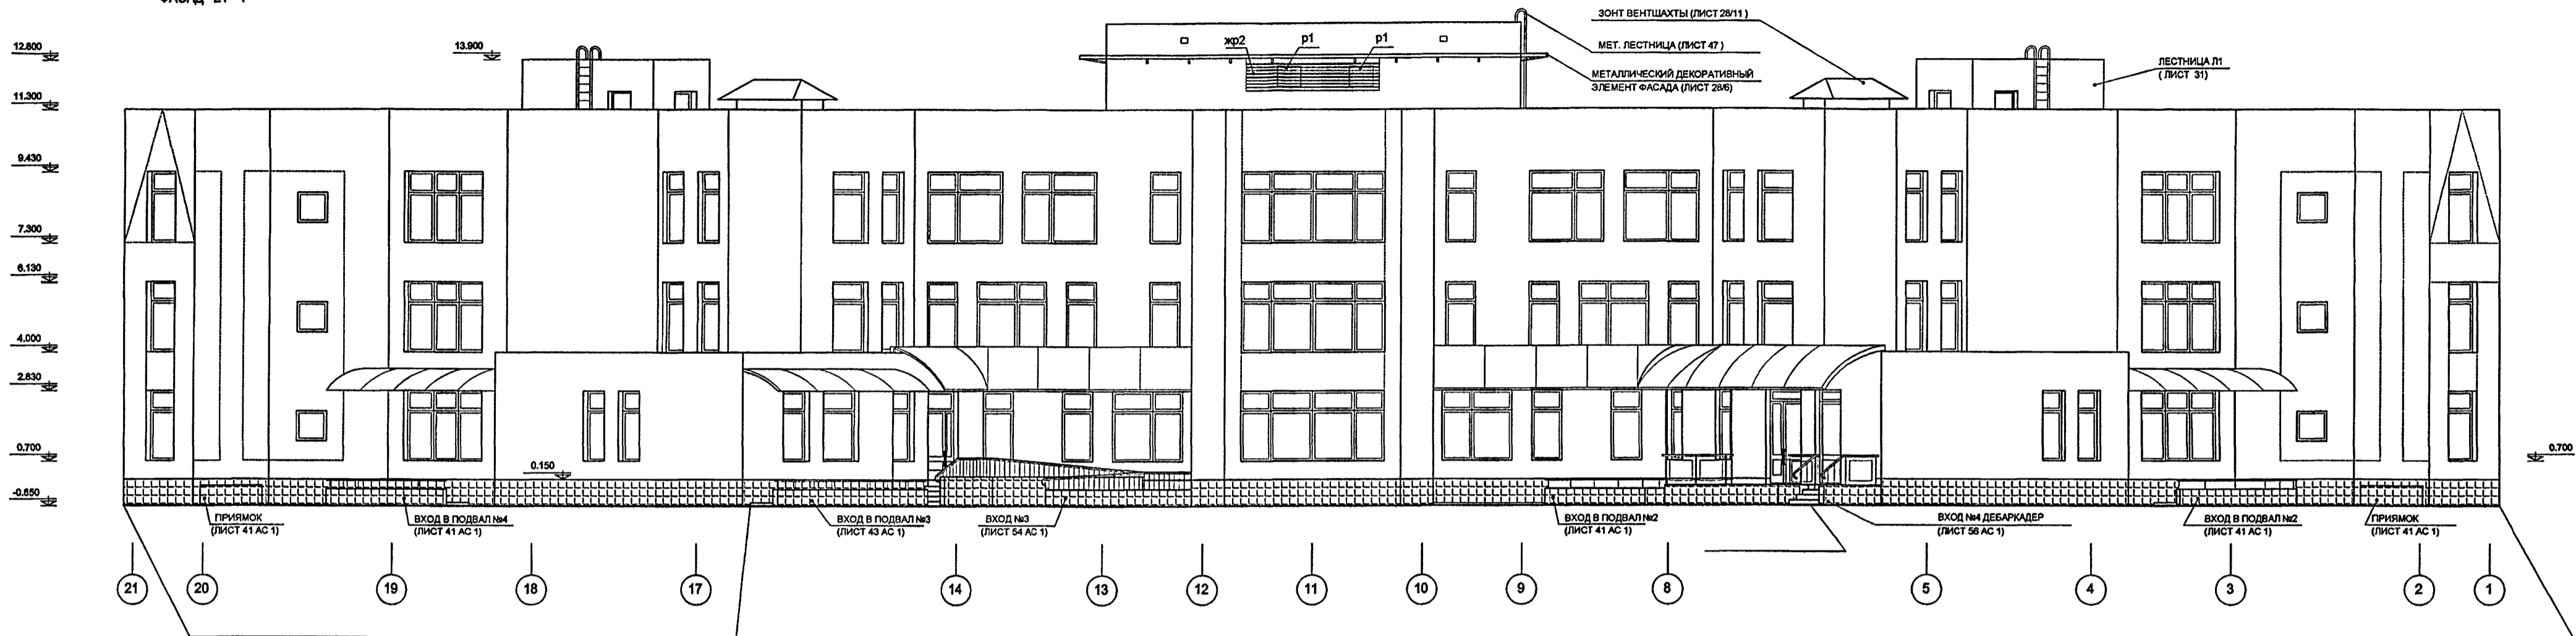 ФАСАД 21-1
12.800
11.300
9.430
7.300
6.130
4.000
2.830
0.700
-0.650
13.900
жр2
р1
р1
ЗОНТ ВЕНТШАХТЫ (ЛИСТ 28/11 )
МЕТ. ЛЕСТНИЦА (ЛИСТ 47 )
МЕТАЛЛИЧЕСКИЙ ДЕКОРАТИВНЫЙ
ЭЛЕМЕНТ ФАСАДА (ЛИСТ 28/6)
ЛЕСТНИЦА Л1
( ЛИСТ 31)
0.150
0.700
ПРИЯМОК
(ЛИСТ 41 АС 1)
ВХОД В ПОДВАЛ №4
(ЛИСТ 41 АС 1)
ВХОД В ПОДВАЛ №3
(ЛИСТ 43 АС 1)
ВХОД №3
(ЛИСТ 54 АС 1)
ВХОД В ПОДВАЛ №2
(ЛИСТ 41 АС 1)
ВХОД №4 ДЕБАРКАДЕР
(ЛИСТ 56 АС 1)
ВХОД В ПОДВАЛ №2
(ЛИСТ 41 АС 1)
ПРИЯМОК
(ЛИСТ 41 АС 1)
21
20
19
18
17
14
13
12
11
10
9
8
5
4
3
2
1